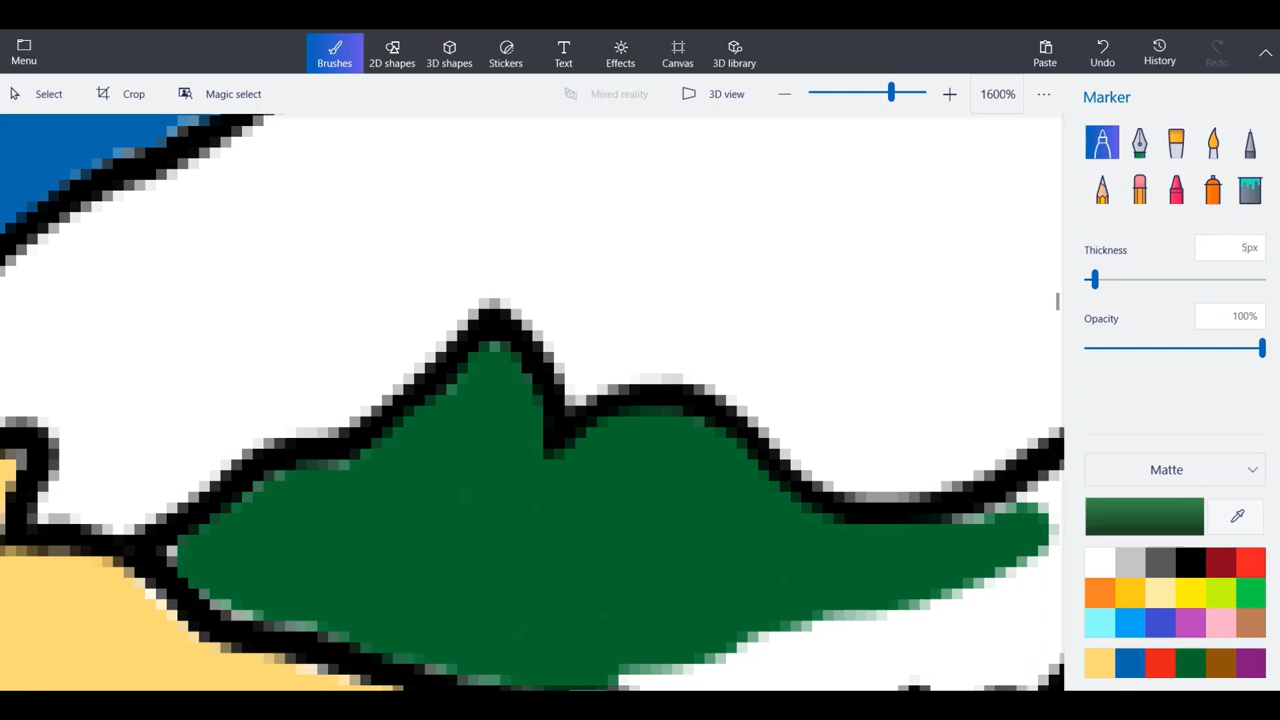 Menu
Brushes
2D shapes
3D shapes
Stickers
Text
Effects
Canvas
3D library
Paste
Undo
History
Redo
Select
Crop
Magic select
Mixed reality
3D view
1600%
Marker
Thickness
5px
Opacity
100%
Matte